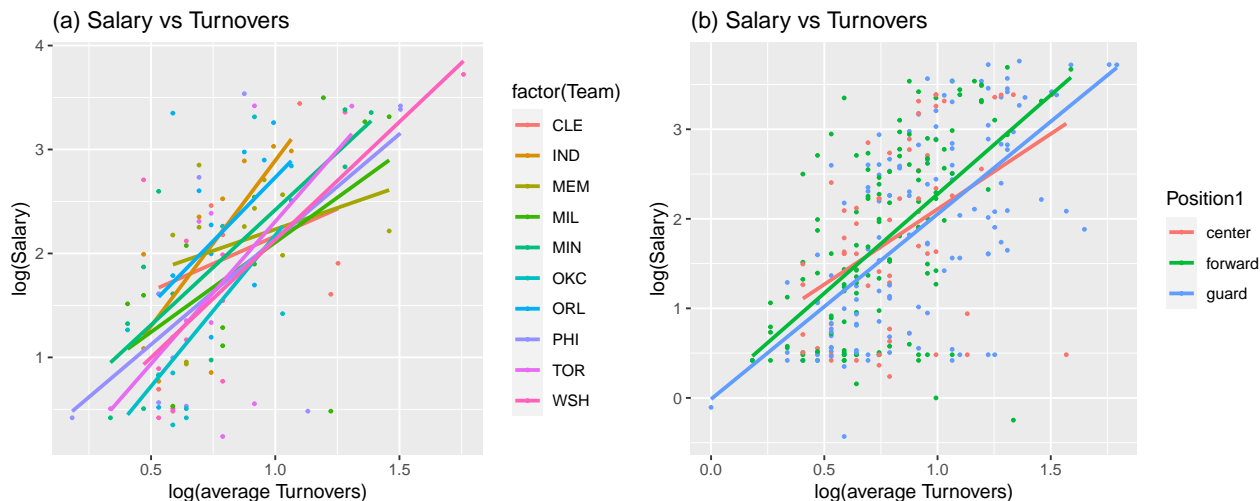 (a) Salary vs Turnovers
4
3
2
1
log(Salary)
0.5 1.0 1.5
log(average Turnovers)
factor(Team)
CLE
IND
MEM
MIL
MIN
OKC
ORL
PHI
TOR
WSH
(b) Salary vs Turnovers
3
2
1
0
log(Salary)
0.0 0.5 1.0 1.5
log(average Turnovers)
Position1
center
forward
guard